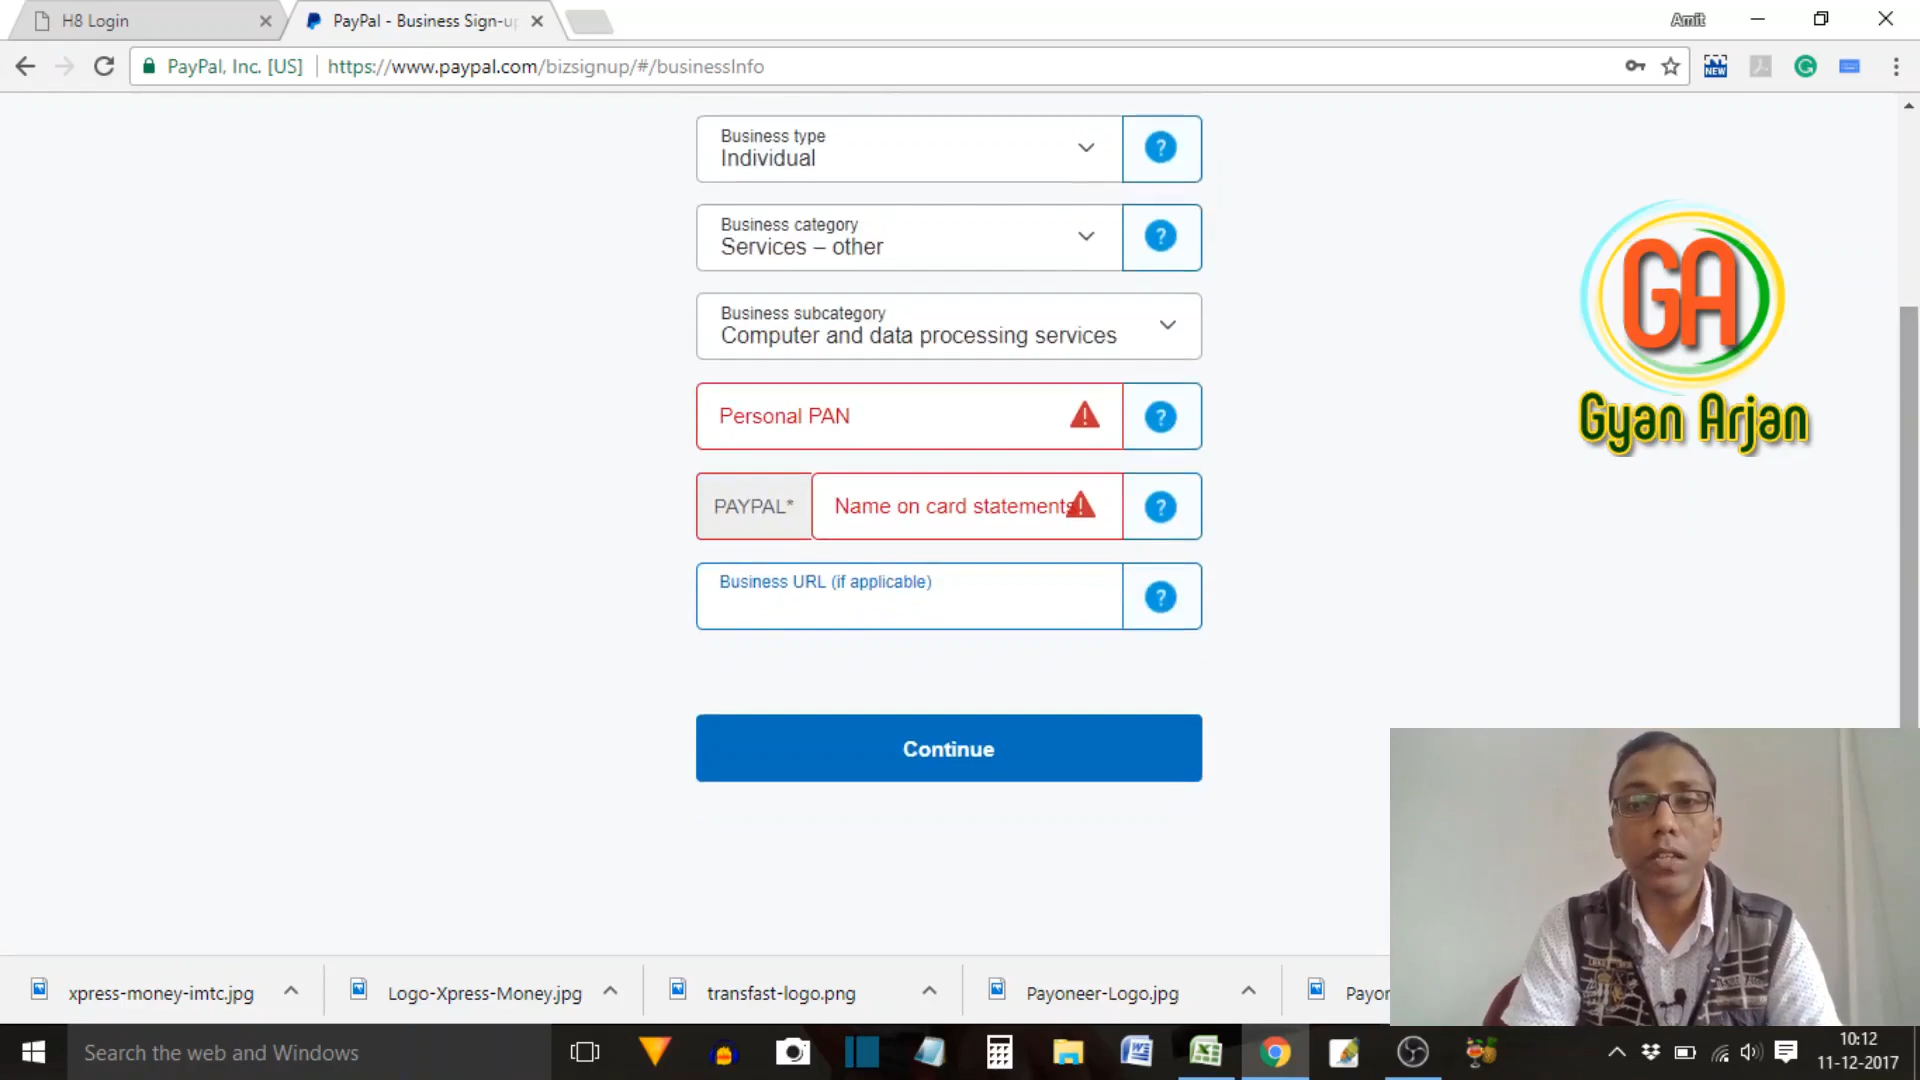 H8 Login
PayPal - Business Sign-u
Amit
PayPal, Inc. [US]
https://www.paypal.com/bizsignup/#/businessInfo
NEW
Business type
Individual
?
Business category
Services – other
?
Business subcategory
Computer and data processing services
Personal PAN
?
PAYPAL*
Name on card statements
?
Business URL (if applicable)
?
Continue
GA
Gyan Arjan
xpress-money-imtc.jpg
Logo-Xpress-Money.jpg
transfast-logo.png
Payoneer-Logo.jpg
Payor
Search the web and Windows
10:12
11-12-2017